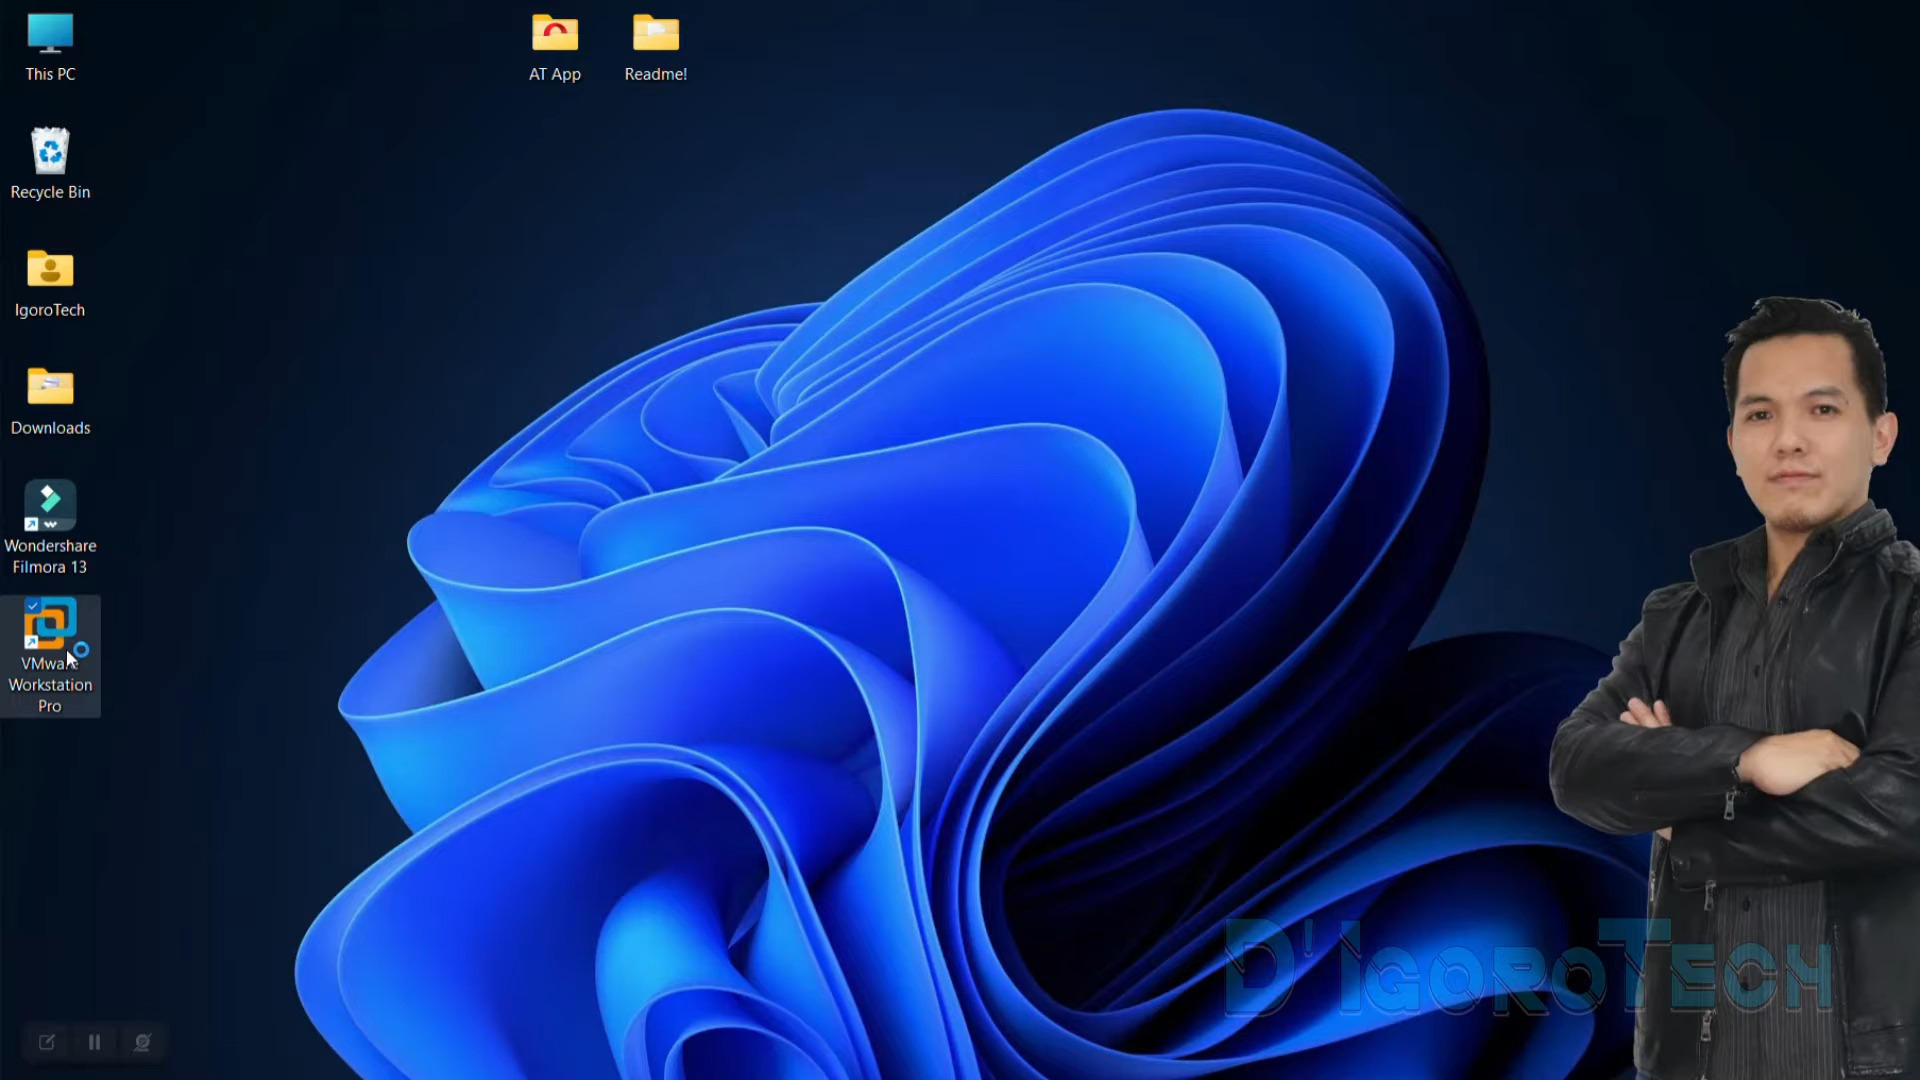 This PC
AT App
Readme!
Recycle Bin
IgoroTech
Downloads
Wondershare
Filmora 13
VMware
Workstation
Pro
D'IGOROTECH